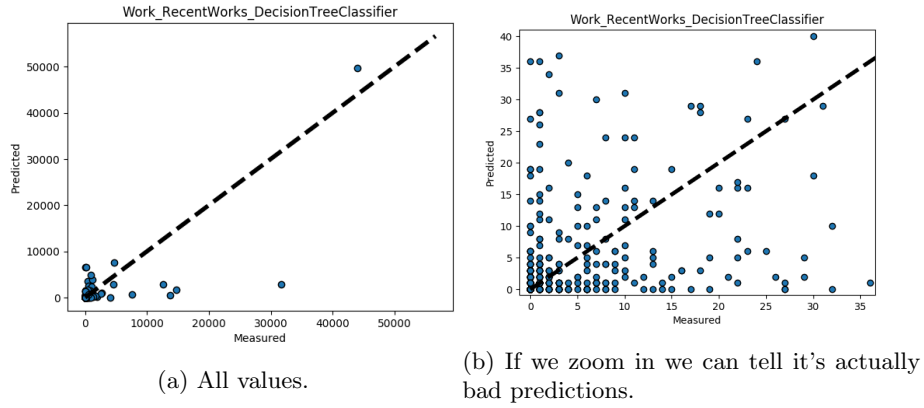 Work_RecentWorks_DecisionTreeClassifier
50000
40000
30000
20000
10000
0
Predicted
0 10000 20000 30000 40000 50000
Measured
(a) All values.
Work_RecentWorks_DecisionTreeClassifier
40
35
30
25
20
15
10
5
0
Predicted
0 5 10 15 20 25 30 35
Measured
(b) If we zoom in we can tell it's actually
bad predictions.